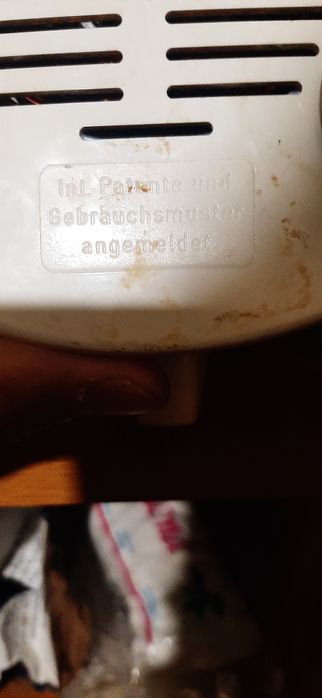 Int. Patente und
Gebrauchsmuster
angemeldet